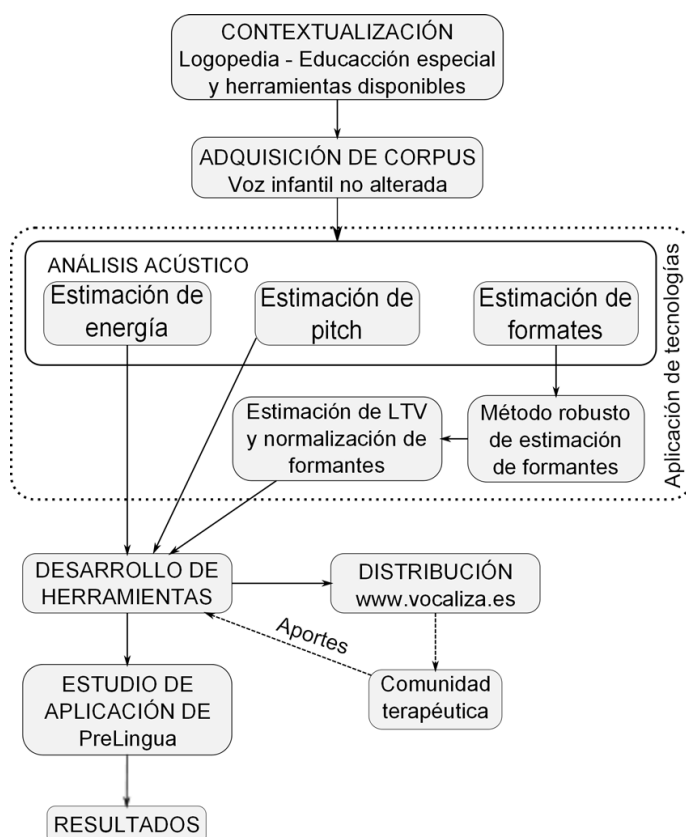 CONTEXTUALIZACIÓN
Logopedia - Educacción especial
y herramientas disponibles
ADQUISICIÓN DE CORPUS
Voz infantil no alterada
ANÁLISIS ACÚSTICO
Estimación de
energía
Estimación de
pitch
Estimación de
formates
Aplicación de tecnologías
Estimación de LTV
y normalización de
formantes
Método robusto
de estimación
de formantes
DESARROLLO DE
HERRAMIENTAS
DISTRIBUCIÓN
www.vocaliza.es
Aportes
Comunidad
terapéutica
ESTUDIO DE
APLICACIÓN DE
PreLingua
RESULTADOS